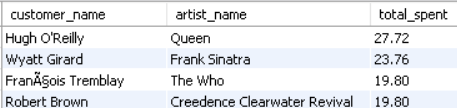 customer_name artist_name total_spent
Hugh O'Reilly Queen 27.72
Wyatt Girard Frank Sinatra 23.76
FranÃ§ois Tremblay The Who 19.80
Robert Brown Creedence Clearwater Revival 19.80